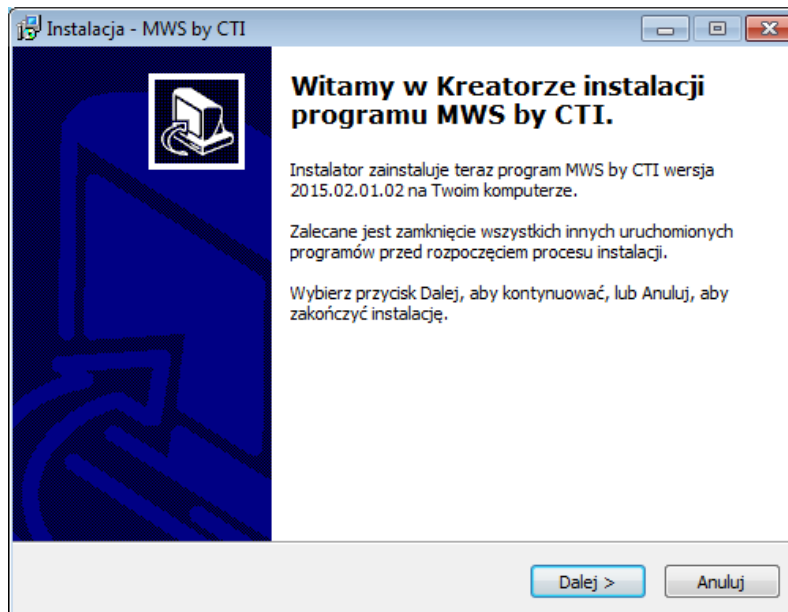 Instalacja - MWS by CTI
Witamy w Kreatorze instalacji
programu MWS by CTI.
Instalator zainstaluje teraz program MWS by CTI wersja
2015.02.01.02 na Twoim komputerze.
Zalecane jest zamknięcie wszystkich innych uruchomionych
programów przed rozpoczęciem procesu instalacji.
Wybierz przycisk Dalej, aby kontynuować, lub Anuluj, aby
zakończyć instalację.
Dalej >
Anuluj